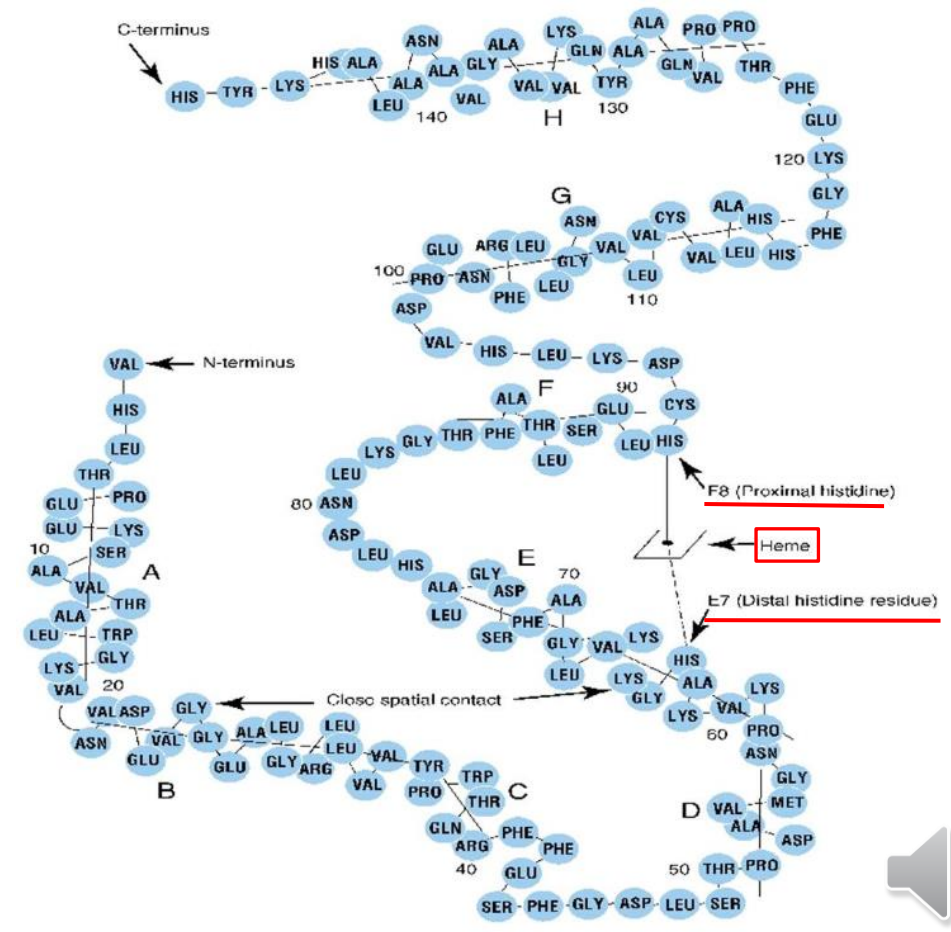 C-terminus
HIS TYR LYS HIS ALA LEU ALA ASN ALA VAL GLY ALA VAL VAL LYS GLN TYR ALA ALA GLN VAL PRO PRO THR PHE GLU LYS GLY PHE
140
H
130
120
G
GLU PRO ASN ARG PHE LEU LEU GLY ASN VAL LEU VAL CYS VAL ALA LEU HIS HIS
100
110
ASP VAL HIS LEU LYS ASP CYS
VAL
N-terminus
HIS
LEU
THR
GLU PRO
GLU LYS
10
SER
ALA
VAL
A
THR
ALA
LEU TRP
LYS GLY
VAL
F
90
LEU LYS GLY THR PHE ALA THR LEU SER GLU LEU HIS
F8 (Proximal histidine)
80
ASN
ASP LEU HIS ALA LEU GLY ASP SER PHE ALA GLY LEU VAL LYS LYS GLY HIS ALA LYS VAL LYS PRO
Heme
E
70
E7 (Distal histidine residue)
Close spatial contact
60
20
ASN VAL ASP GLU VAL GLY GLY GLU ALA LEU GLY ARG LEU LEU VAL VAL TYR PRO TRP THR GLN ARG PHE PHE GLU
B
C
40
ASN
GLY
D
VAL MET
ALA
ASP
50
THR PRO
SER PHE GLY ASP LEU SER